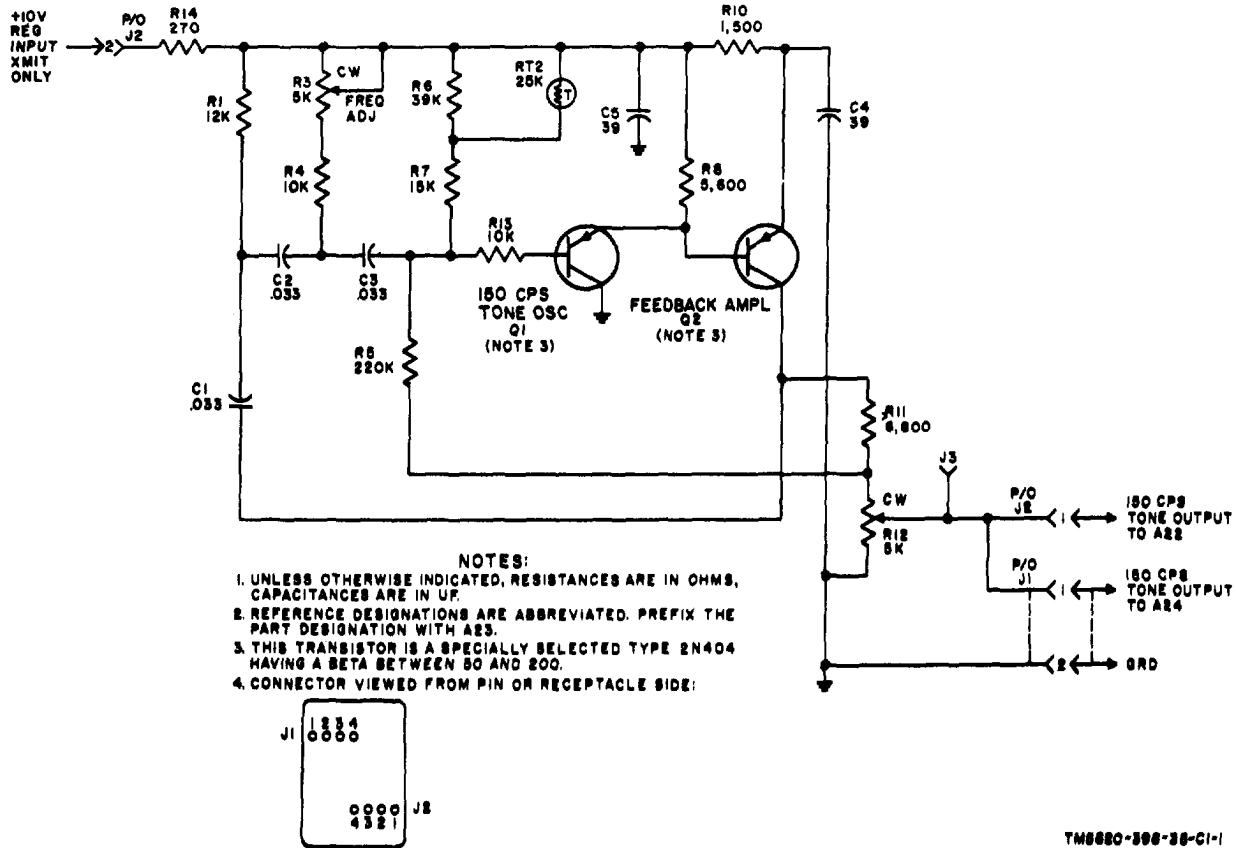 +10V
REG
INPUT
XMIT
ONLY
2
P/O
J2
R14
270
R10
1,500
R1
12K
R3
5K
CW
FREQ
ADJ
R6
39K
RT2
25K
T
C5
39
C4
39
R4
10K
R7
15K
R8
5,600
R13
10K
C2
.033
C3
.033
150 CPS
TONE OSC
Q1
(NOTE 3)
FEEDBACK AMPL
Q2
(NOTE 3)
R5
220K
C1
.033
R11
6,800
J3
CW
R12
5K
P/O
J2
1
150 CPS
TONE OUTPUT
TO A22
P/O
J1
1
150 CPS
TONE OUTPUT
TO A24
2
GRD
NOTES:
1. UNLESS OTHERWISE INDICATED, RESISTANCES ARE IN OHMS,
CAPACITANCES ARE IN UF.
2. REFERENCE DESIGNATIONS ARE ABBREVIATED. PREFIX THE
PART DESIGNATION WITH A23.
3. THIS TRANSISTOR IS A SPECIALLY SELECTED TYPE 2N404
HAVING A BETA BETWEEN 50 AND 200.
4. CONNECTOR VIEWED FROM PIN OR RECEPTACLE SIDE:
1 2 3 4
J1
J2
4 3 2 1
TM5820-398-35-C1-1